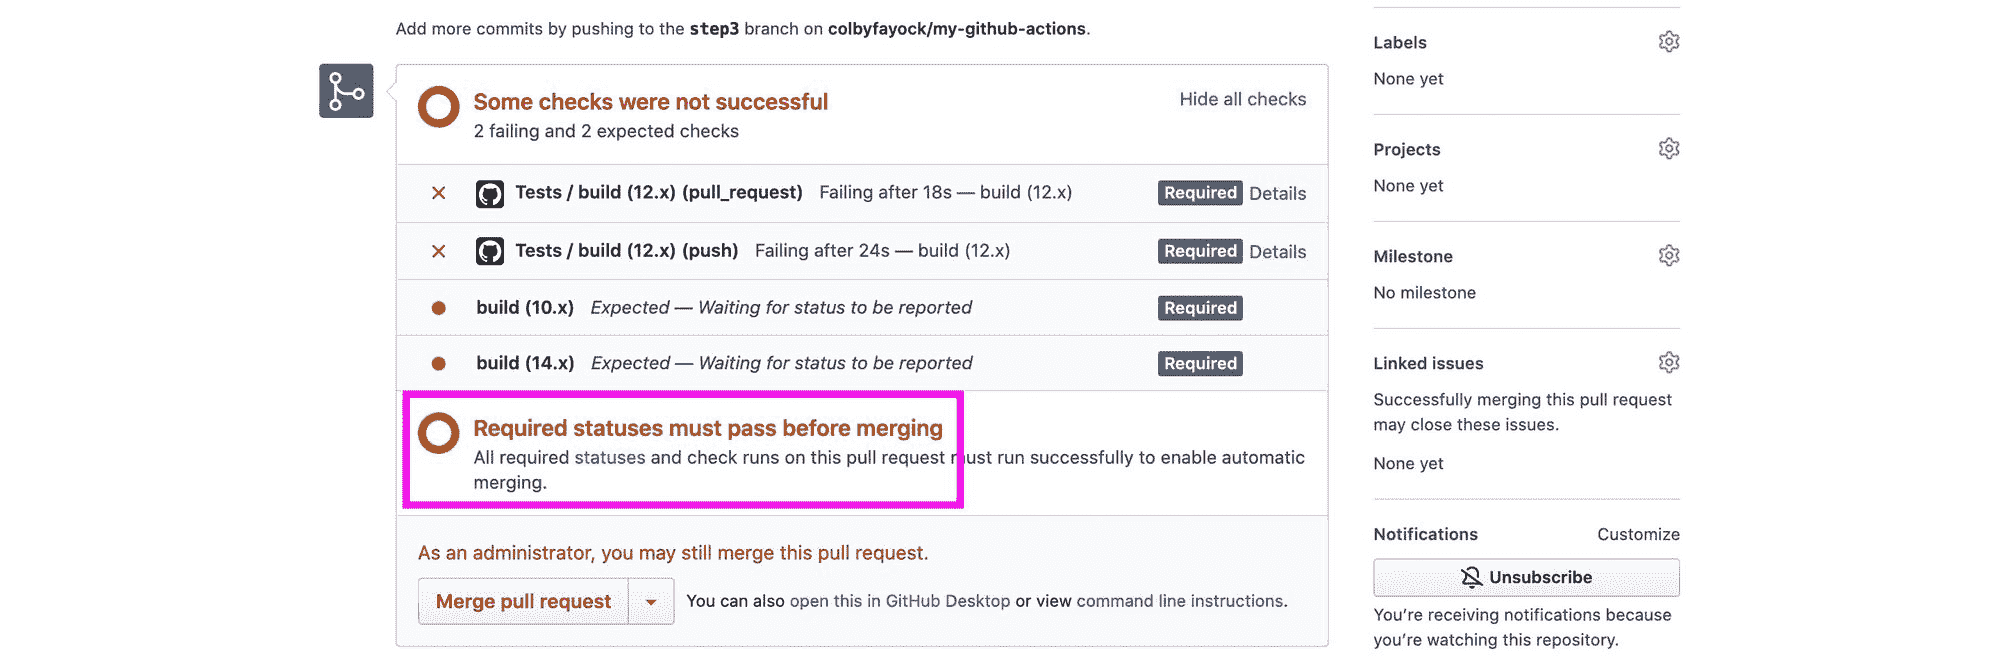 Add more commits by pushing to the step3 branch on colbyfayock/my-github-actions.
Some checks were not successful
Hide all checks
2 failing and 2 expected checks
Tests / build (12.x) (pull_request) Failing after 18s — build (12.x) Required Details
Tests / build (12.x) (push) Failing after 24s — build (12.x) Required Details
build (10.x) Expected — Waiting for status to be reported Required
build (14.x) Expected — Waiting for status to be reported Required
Required statuses must pass before merging
All required statuses and check runs on this pull request must run successfully to enable automatic
merging.
As an administrator, you may still merge this pull request.
Merge pull request You can also open this in GitHub Desktop or view command line instructions.
Labels
None yet
Projects
None yet
Milestone
No milestone
Linked issues
Successfully merging this pull request
may close these issues.
None yet
Notifications Customize
Unsubscribe
You’re receiving notifications because
you’re watching this repository.